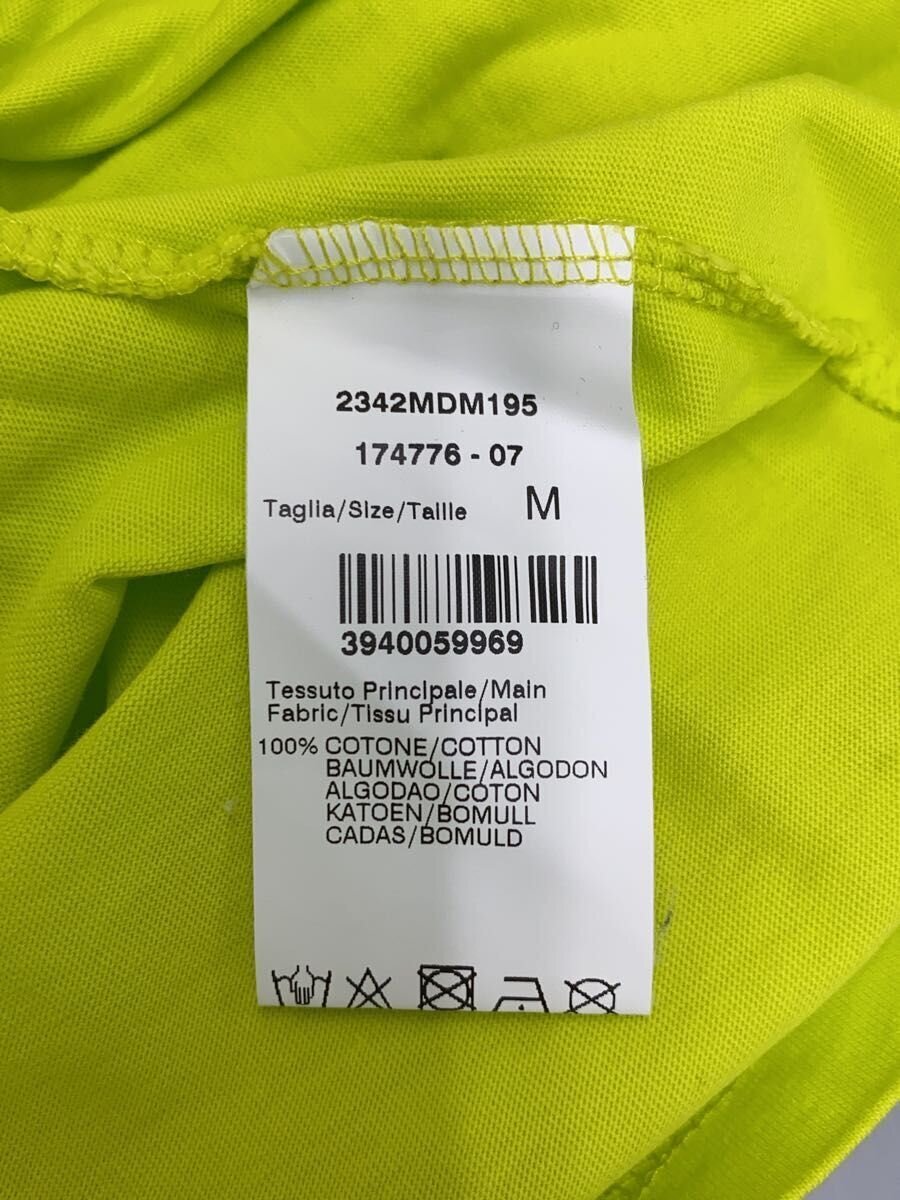 2342MDM195
174776 - 07
Taglia/Size/Taille M
3940059969
Tessuto Principale/Main
Fabric/Tissu Principal
100% COTONE/COTTON
BAUMWOLLE/ALGODON
ALGODAO/COTON
KATOEN/BOMULL
CADAS/BOMULD